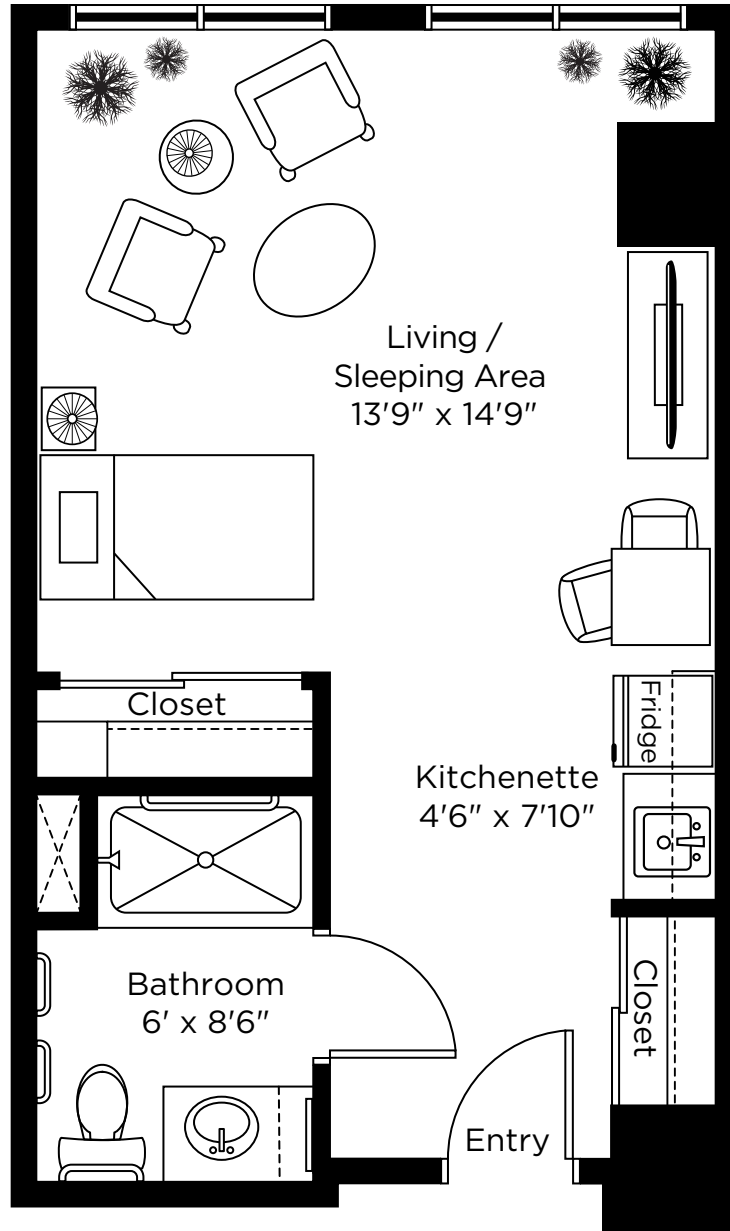 Living /
Sleeping Area
13'9" x 14'9"
Closet
Fridge
Kitchenette
4'6" x 7'10"
Bathroom
6' x 8'6"
Closet
Entry